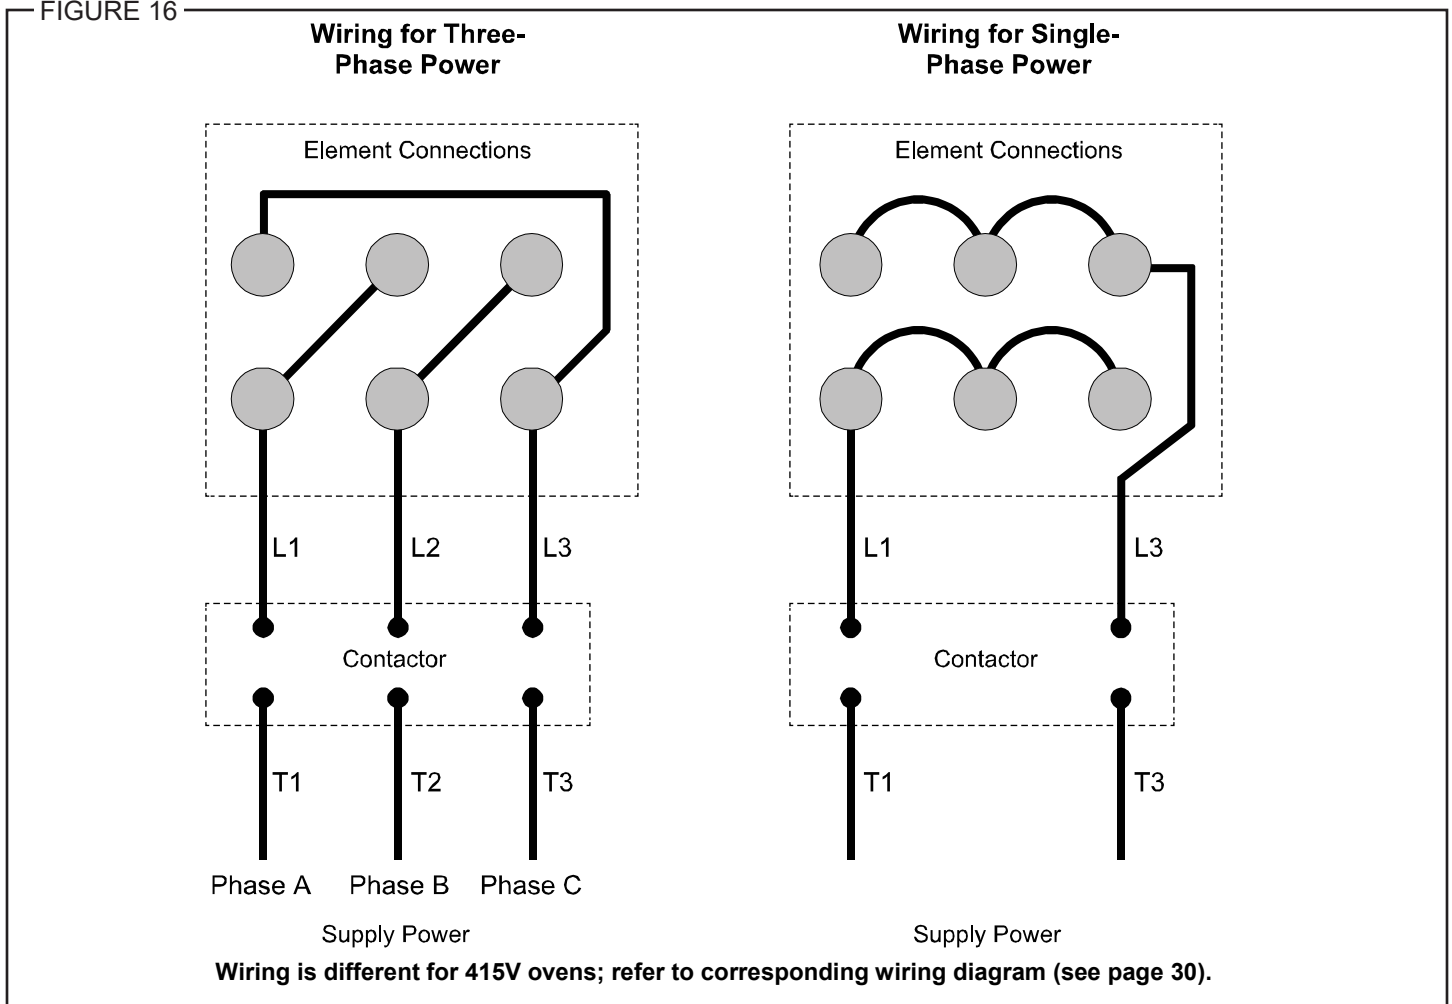 FIGURE 16
Wiring for Three-
Phase Power
Element Connections
L1
L2
L3
Contactor
T1
T2
T3
Phase A
Phase B
Phase C
Supply Power
Wiring for Single-
Phase Power
Element Connections
L1
L3
Contactor
T1
T3
Supply Power
Wiring is different for 415V ovens; refer to corresponding wiring diagram (see page 30).